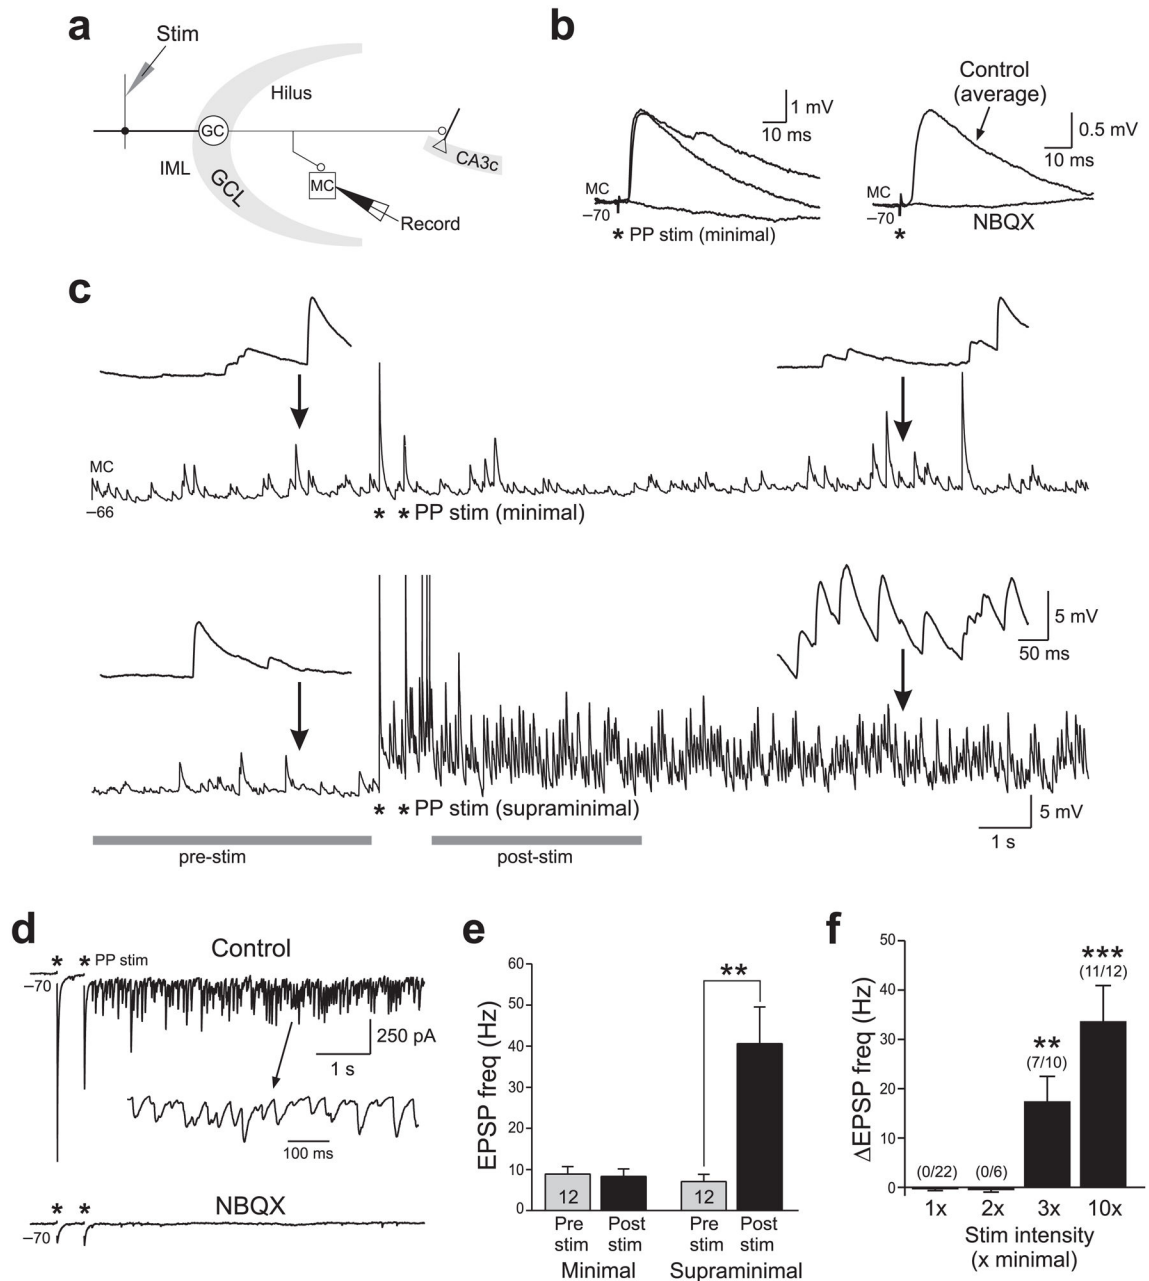 a
Stim
Hilus
GC
IML
GCL
MC
CA3c
Record
b
1 mV
10 ms
MC
–70
* PP stim (minimal)
Control
(average)
0.5 mV
10 ms
MC
–70
*
NBQX
c
MC
–66
* * PP stim (minimal)
5 mV
50 ms
* * PP stim (supraminimal)
5 mV
1 s
pre-stim
post-stim
d
Control
* * PP stim
–70
250 pA
1 s
100 ms
NBQX
* *
–70
e
EPSP freq (Hz)
60
50
40
30
20
10
0
**
12
12
Pre
stim
Post
stim
Pre
stim
Post
stim
Minimal
Supraminimal
f
ΔEPSP freq (Hz)
50
40
30
20
10
0
(0/22)
(0/6)
**
(7/10)
***
(11/12)
1x
2x
3x
10x
Stim intensity
(x minimal)